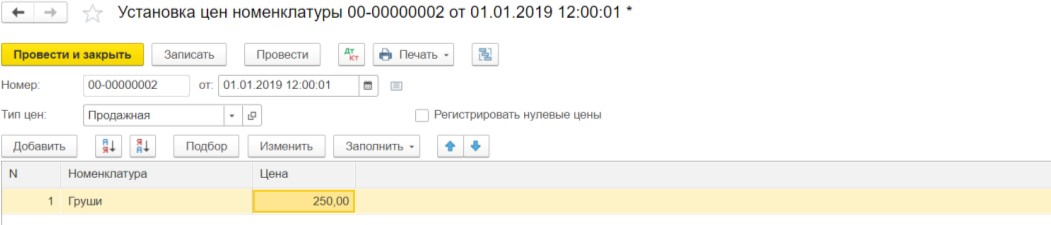 Установка цен номенклатуры 00-00000002 от 01.01.2019 12:00:01 *
Провести и закрыть Записать Провести Дт Кт Печать
Номер: 00-00000002 от: 01.01.2019 12:00:01
Тип цен: Продажная Регистрировать нулевые цены
Добавить А Я Я А Подбор Изменить Заполнить
N Номенклатура Цена
1 Груши 250,00